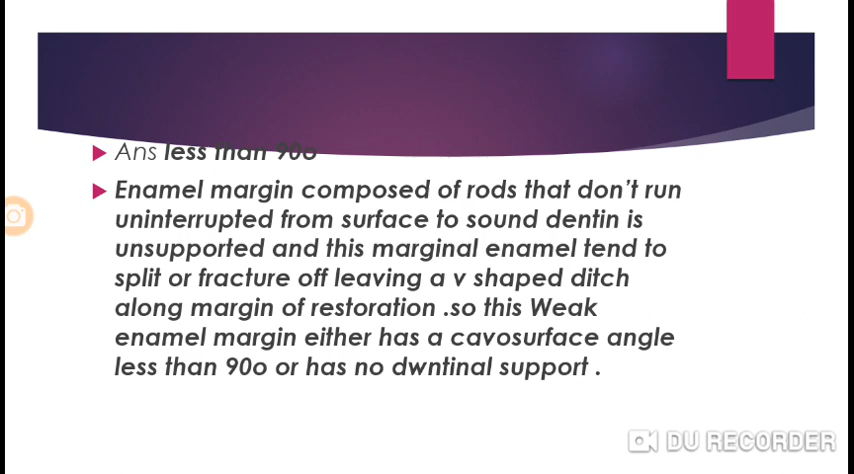 Ans less than 90o
Enamel margin composed of rods that don't run
uninterrupted from surface to sound dentin is
unsupported and this marginal enamel tend to
split or fracture off leaving a v shaped ditch
along margin of restoration .so this Weak
enamel margin either has a cavosurface angle
less than 90o or has no dwntinal support .
DU RECORDER